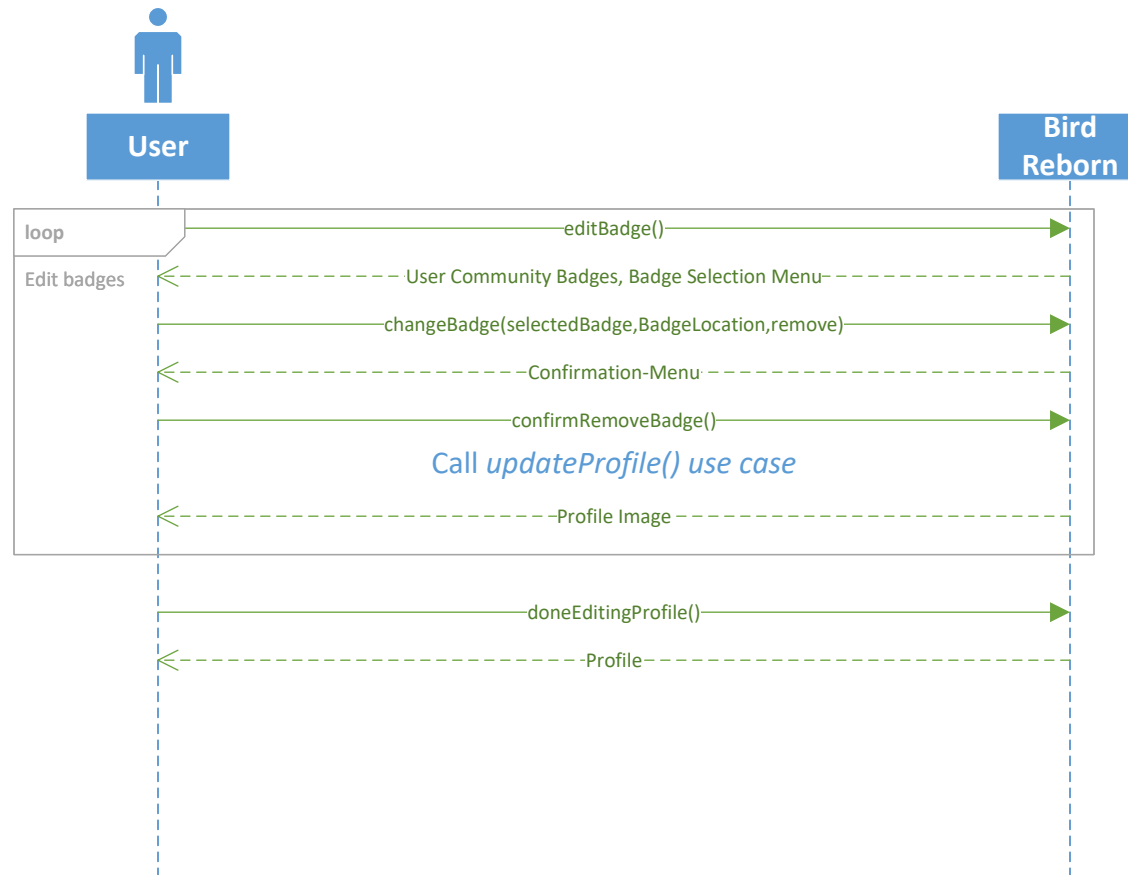 User
Bird
Reborn
loop
editBadge()
Edit badges
User Community Badges, Badge Selection Menu
changeBadge(selectedBadge,BadgeLocation,remove)
Confirmation-Menu
confirmRemoveBadge()
Call updateProfile() use case
Profile Image
doneEditingProfile()
Profile